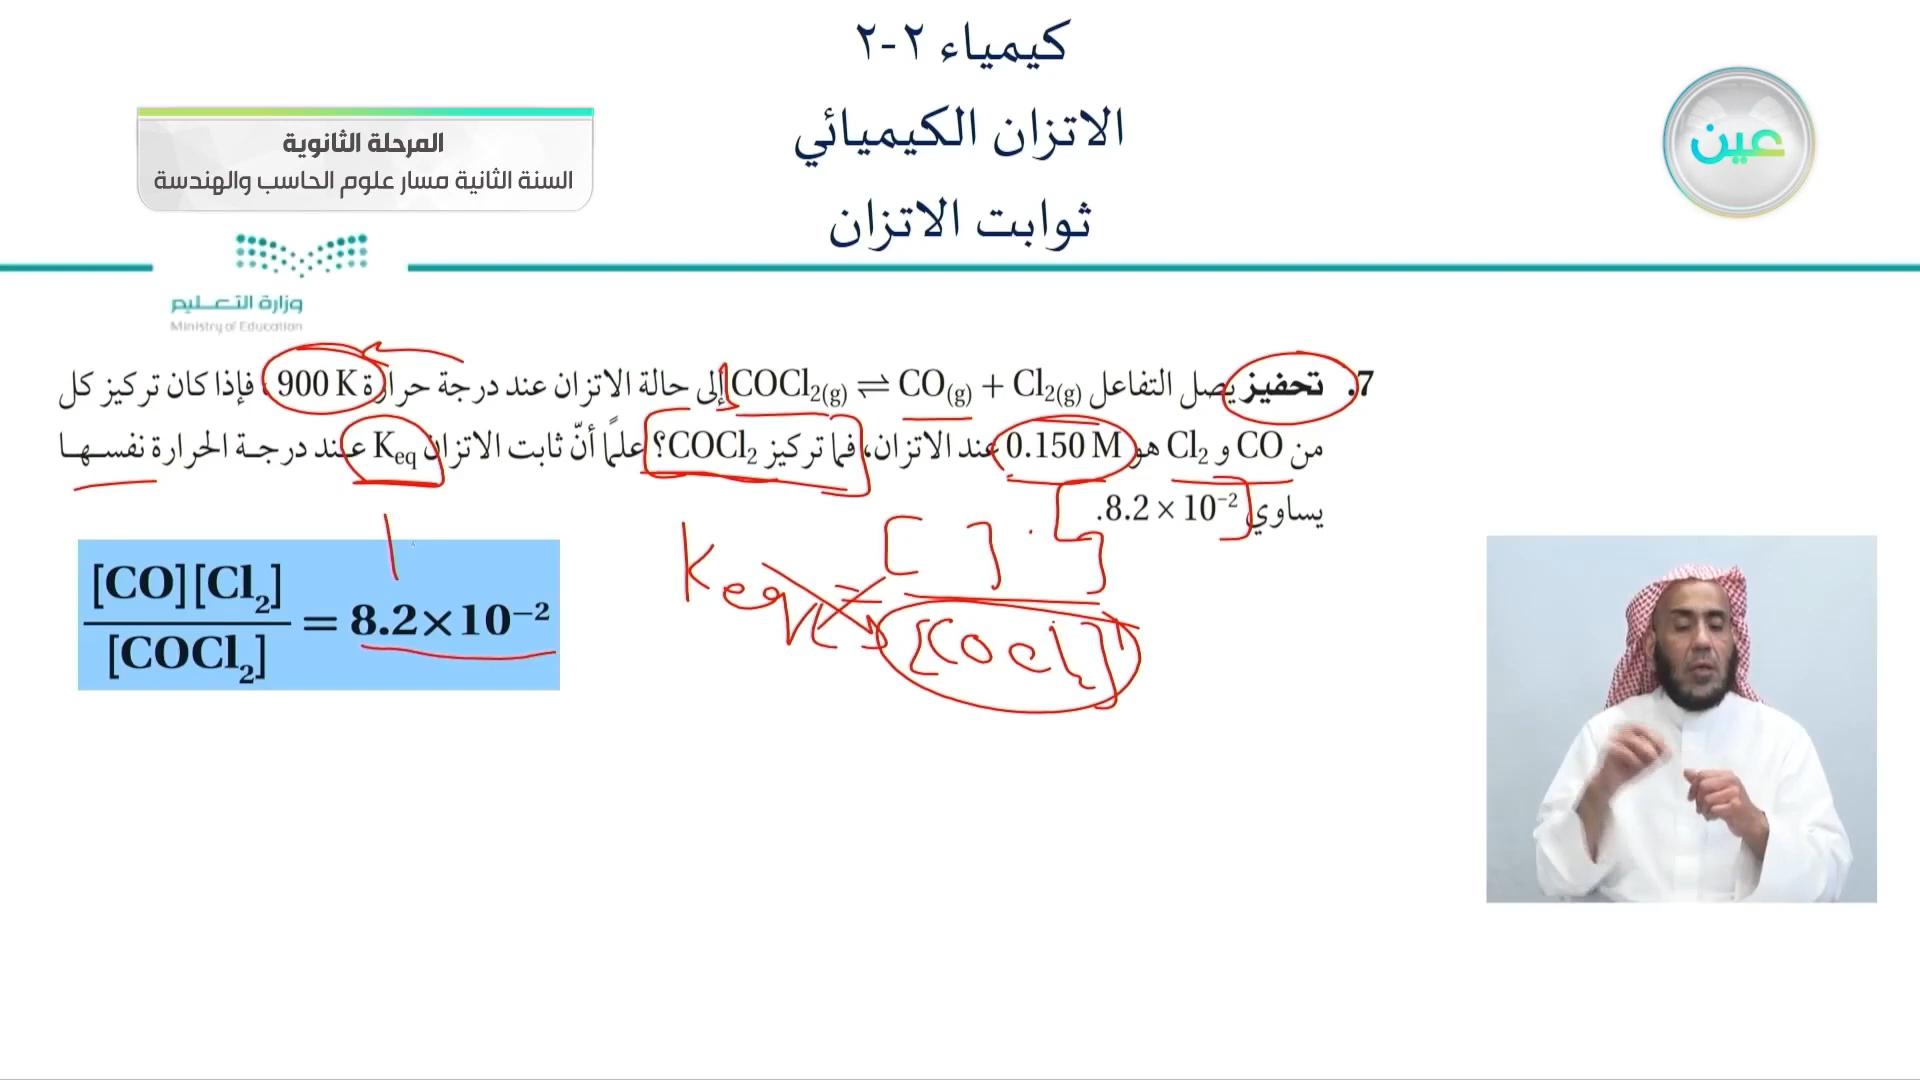 كيمياء ٢-٢
الاتزان الكيميائي
ثوابت الاتزان
عين
المرحلة الثانوية
السنة الثانية مسار علوم الحاسب والهندسة
وزارة التعليم
Ministry of Education
7. تحفيز يصل التفاعل COCl₂(g) ⇌ CO(g) + Cl₂(g) إلى حالة الاتزان عند درجة حرارة 900 K، فإذا كان تركيز كل
من CO و Cl₂ هو 0.150 M عند الاتزان، فما تركيز COCl₂؟ علمًا أنّ ثابت الاتزان Keq عند درجة الحرارة نفسها
يساوي 8.2 × 10⁻².
[CO][Cl₂]
[COCl₂]
= 8.2×10⁻²
Keq = [ ] ]
[COCl₂]